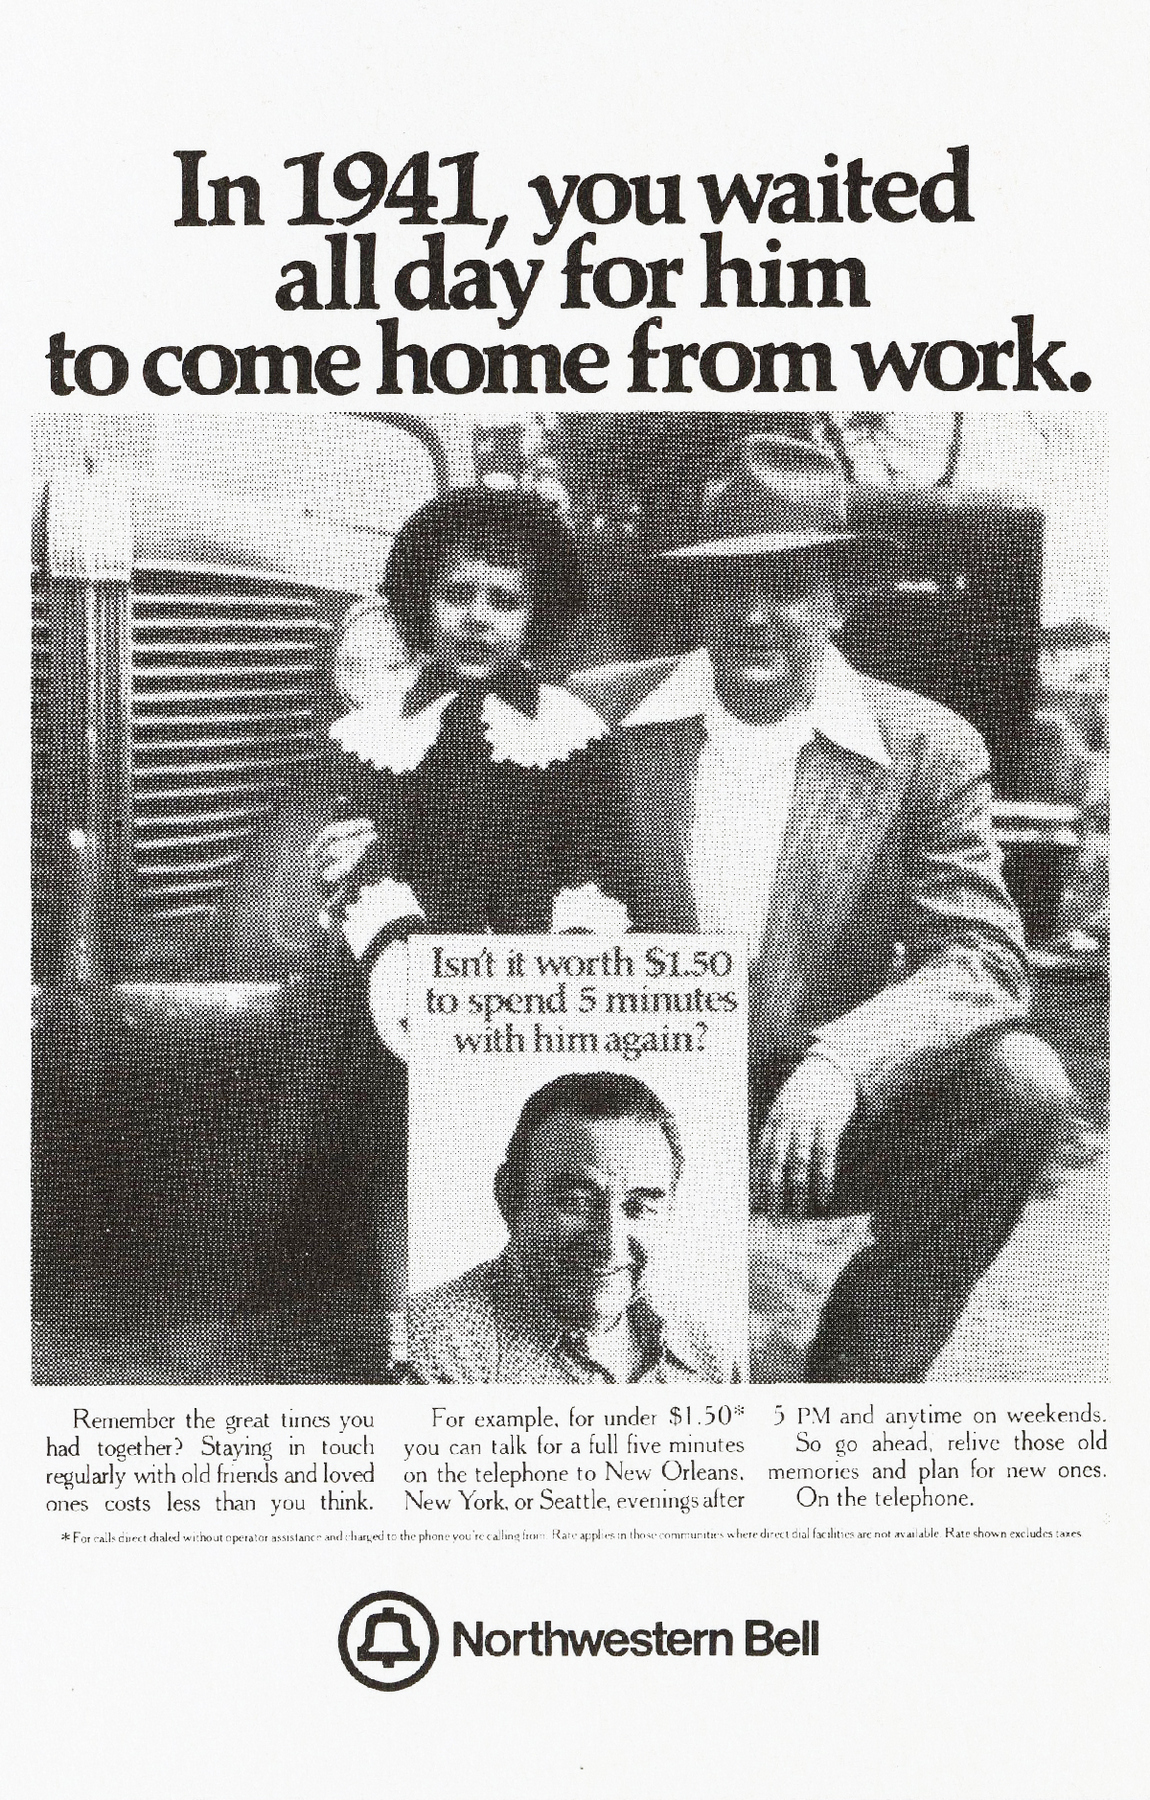 In 1941, you waited
all day for him
to come home from work.
Isn't it worth $1.50
to spend 5 minutes
with him again?
Remember the great times you
had together? Staying in touch
regularly with old friends and loved
ones costs less than you think.
For example, for under $1.50*
you can talk for a full five minutes
on the telephone to New Orleans,
New York, or Seattle, evenings after
5 PM and anytime on weekends.
So go ahead, relive those old
memories and plan for new ones.
On the telephone.
*For calls direct dialed without operator assistance and charged to the phone you're calling from. Rate applies in those communities where direct dial facilities are not available. Rate shown excludes taxes
Northwestern Bell